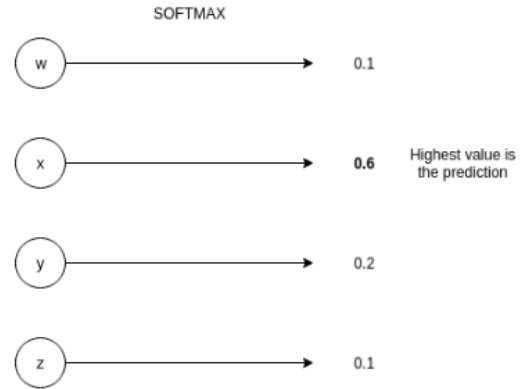 SOFTMAX
w
0.1
x
0.6
Highest value is
the prediction
y
0.2
z
0.1